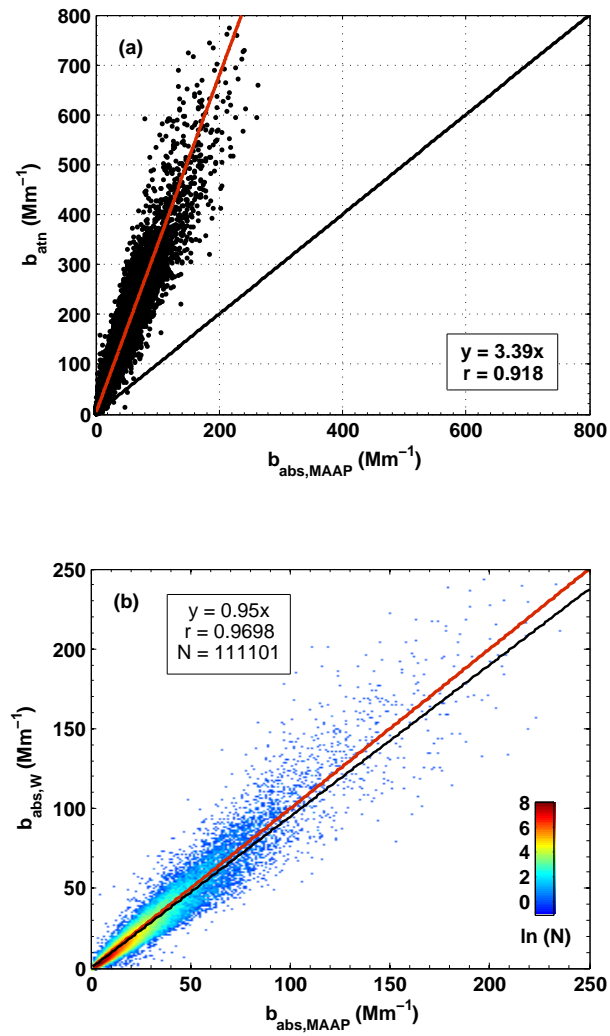 (a)
800
700
600
500
400
300
200
100
0
b_atn (Mm⁻¹)
y = 3.39x
r = 0.918
0 200 400 600 800
b_abs,MAAP (Mm⁻¹)
(b)
250
200
150
100
50
0
b_abs,W (Mm⁻¹)
y = 0.95x
r = 0.9698
N = 111101
8
6
4
2
0
ln (N)
0 50 100 150 200 250
b_abs,MAAP (Mm⁻¹)